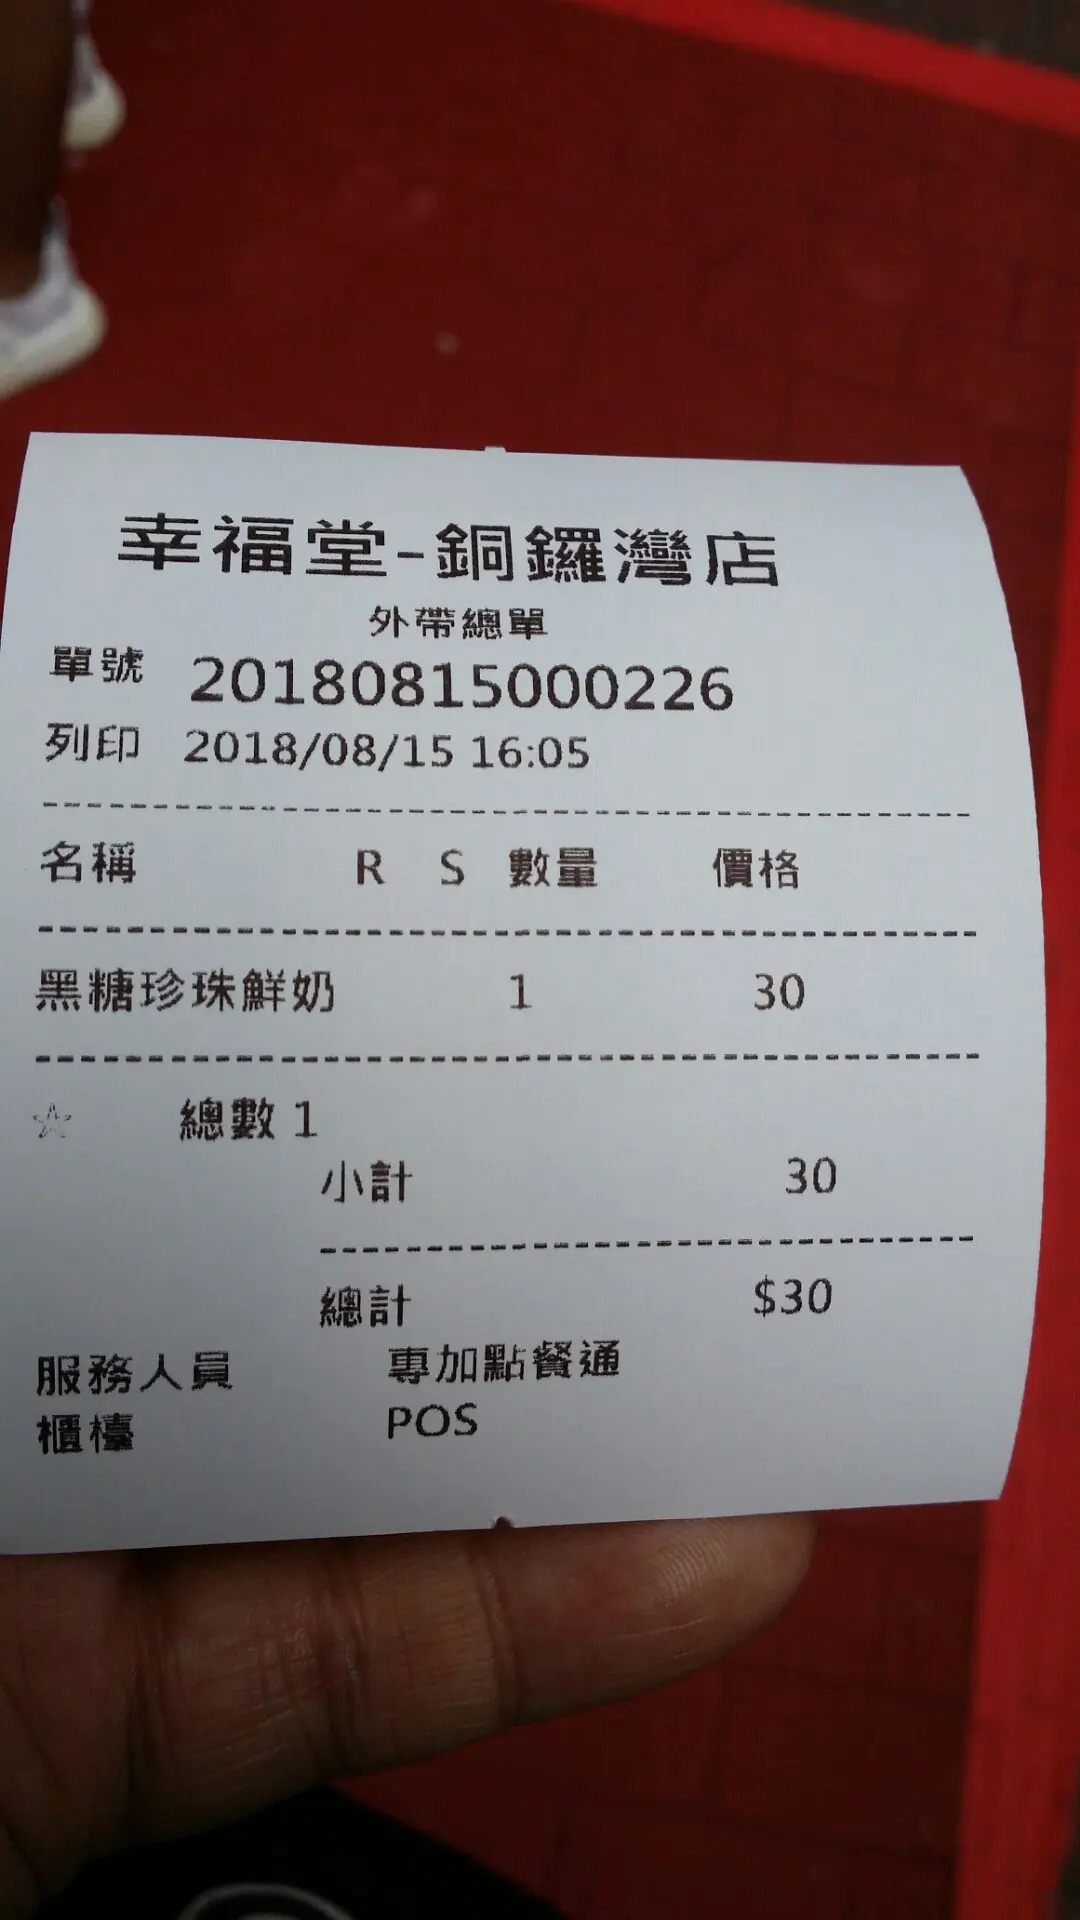 幸福堂-銅鑼灣店
外帶總單
單號 20180815000226
列印 2018/08/15 16:05
名稱 R S 數量 價格
黑糖珍珠鮮奶 1 30
☆ 總數 1
小計 30
總計 $30
服務人員 專加點餐通
櫃檯 POS